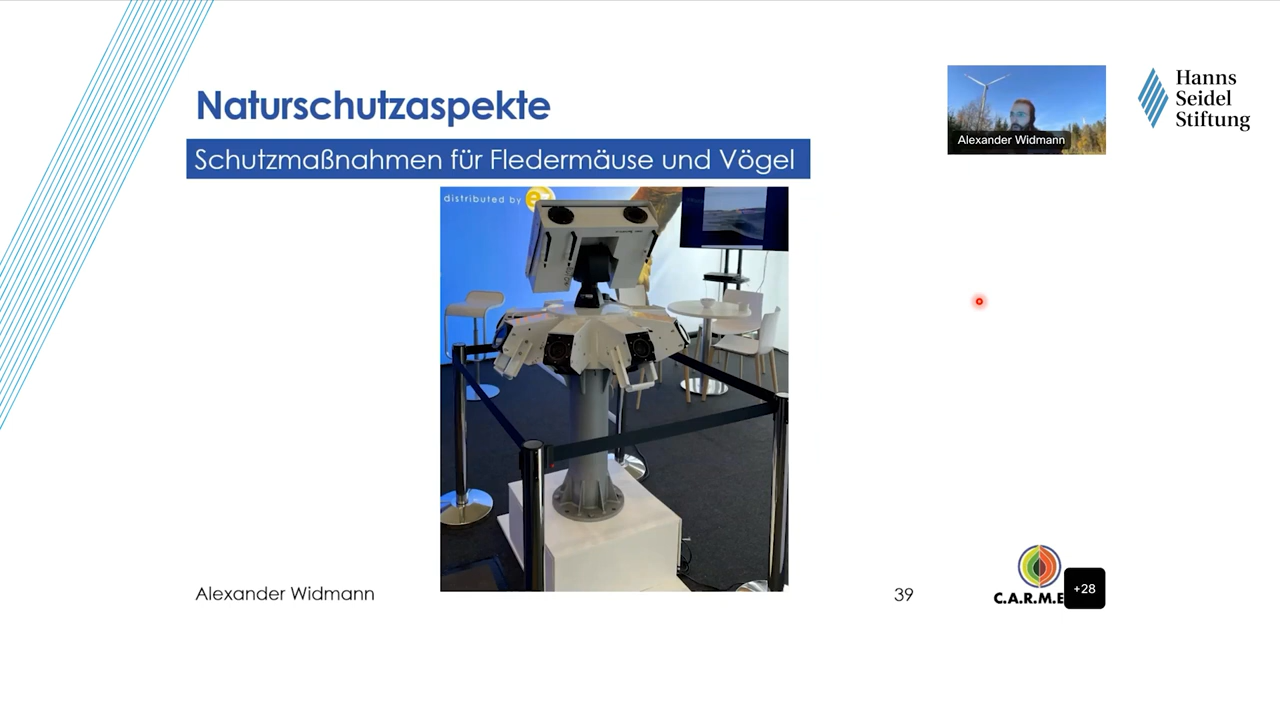 Naturschutzaspekte
Schutzmaßnahmen für Fledermäuse und Vögel
distributed by
Alexander Widmann
Hanns
Seidel
Stiftung
Alexander Widmann
39
C.A.R.M.E
+28